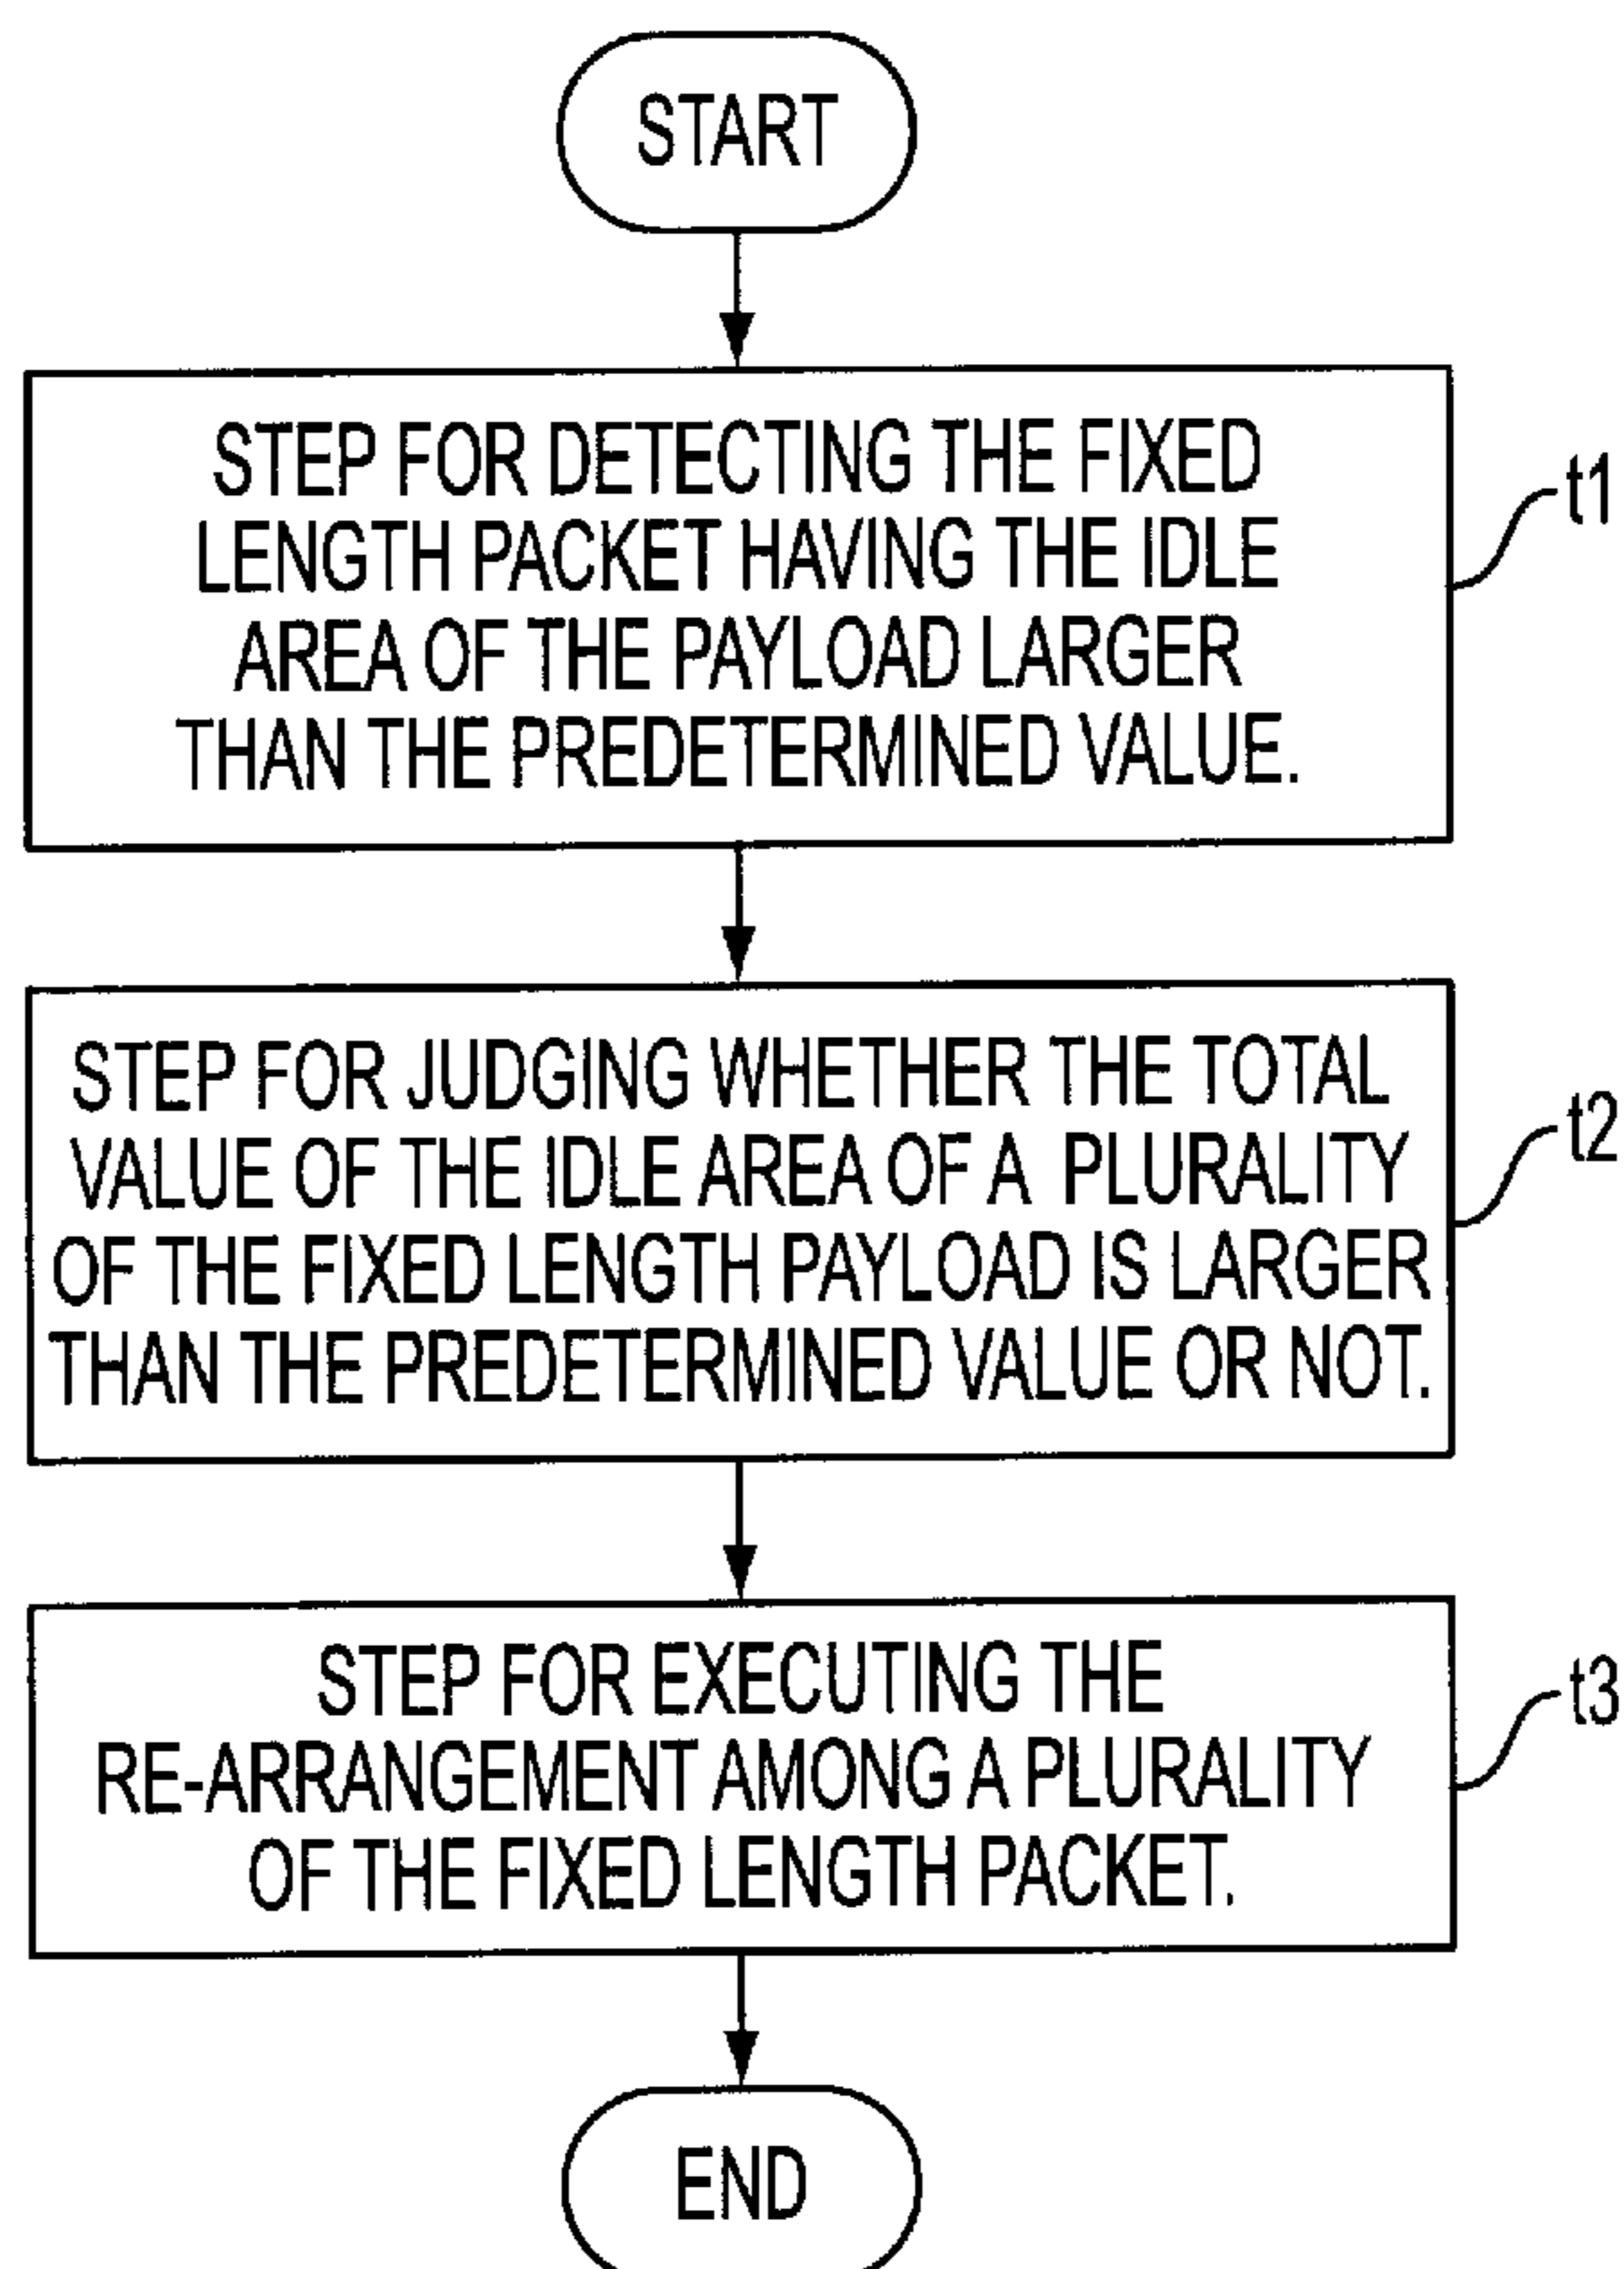 START
STEP FOR DETECTING THE FIXED
LENGTH PACKET HAVING THE IDLE
AREA OF THE PAYLOAD LARGER
THAN THE PREDETERMINED VALUE.
t1
STEP FOR JUDGING WHETHER THE TOTAL
VALUE OF THE IDLE AREA OF A PLURALITY
OF THE FIXED LENGTH PAYLOAD IS LARGER
THAN THE PREDETERMINED VALUE OR NOT.
t2
STEP FOR EXECUTING THE
RE-ARRANGEMENT AMONG A PLURALITY
OF THE FIXED LENGTH PACKET.
t3
END